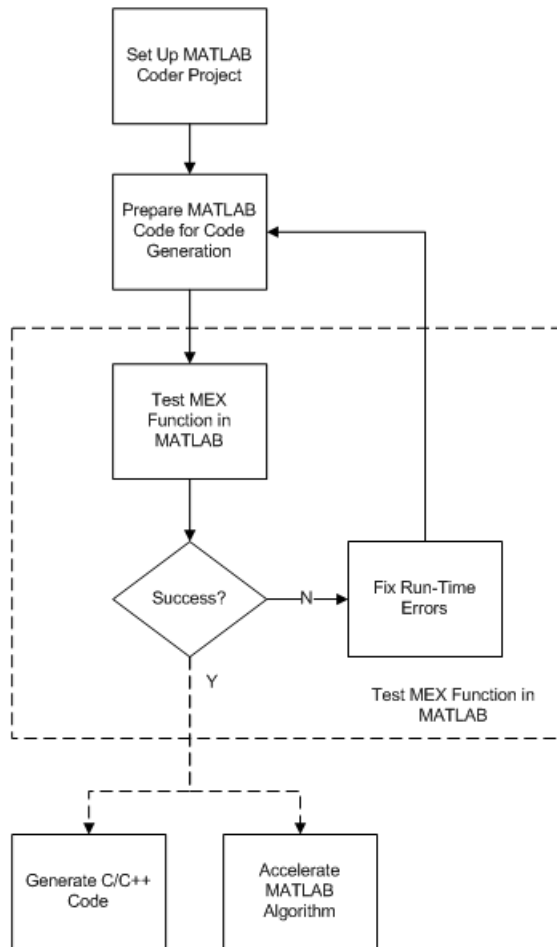 Set Up MATLAB
Coder Project
Prepare MATLAB
Code for Code
Generation
Test MEX
Function in
MATLAB
Success?
N
Fix Run-Time
Errors
Y
Test MEX Function in
MATLAB
Generate C/C++
Code
Accelerate
MATLAB
Algorithm